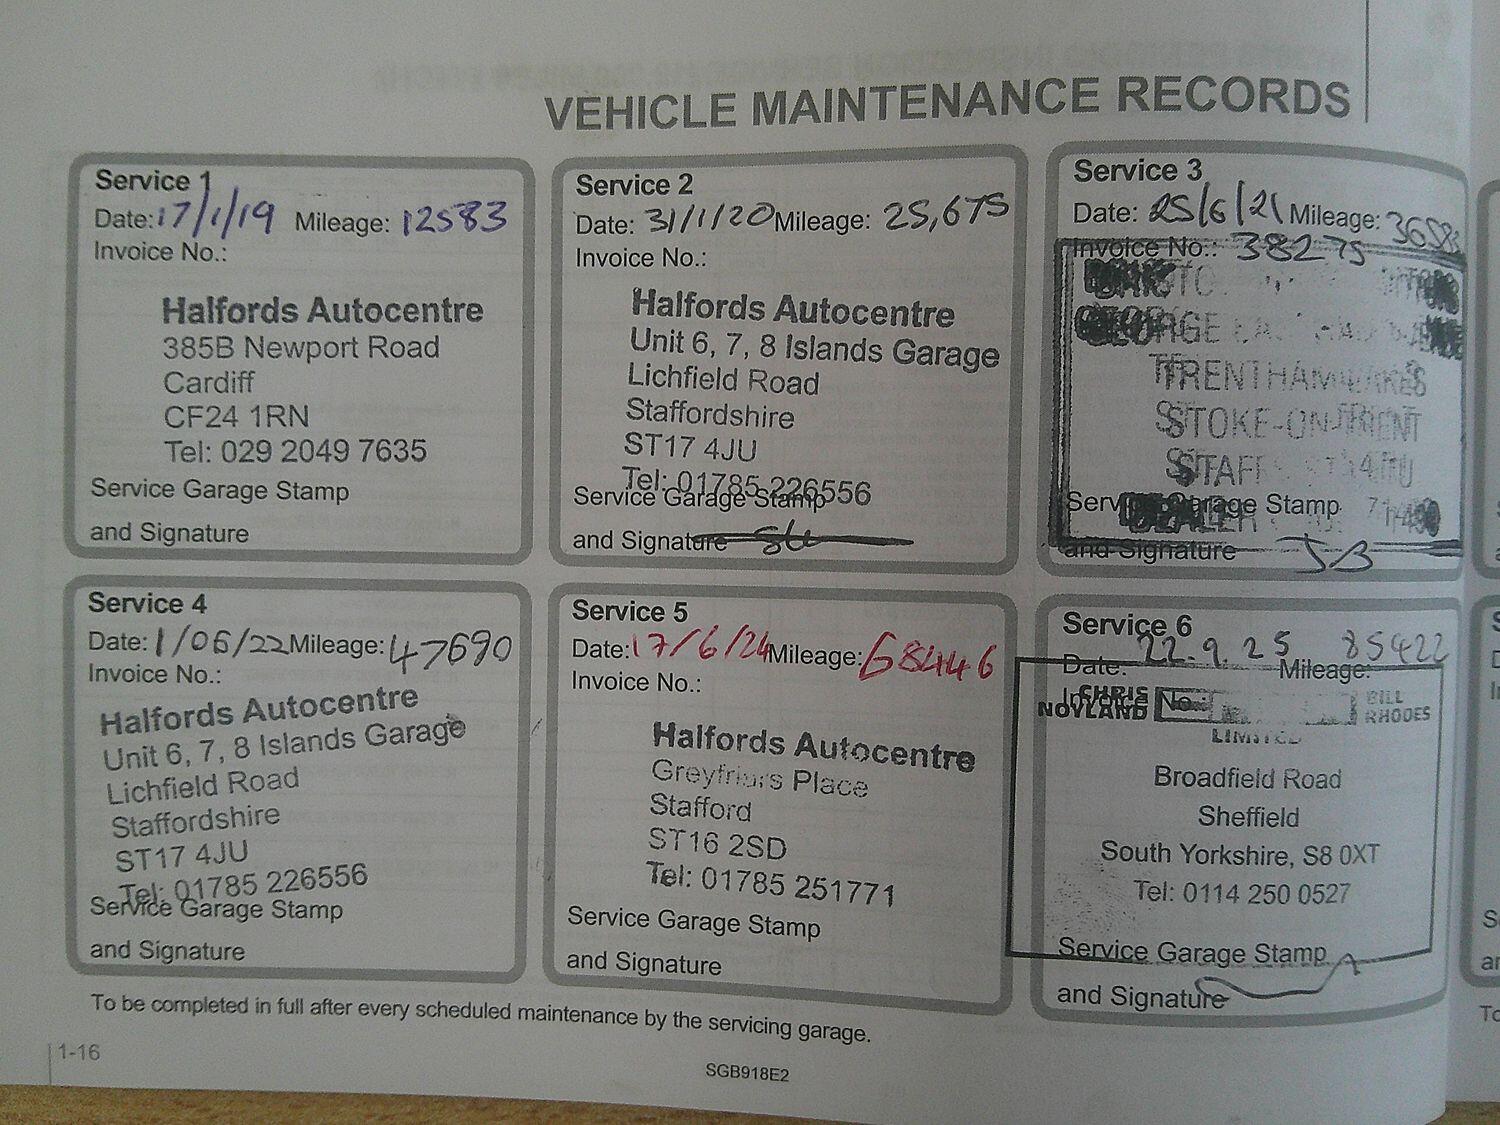 VEHICLE MAINTENANCE RECORDS
Service 1
Date: 17/1/19 Mileage: 12583
Invoice No.:
Halfords Autocentre
385B Newport Road
Cardiff
CF24 1RN
Tel: 029 2049 7635
Service Garage Stamp
and Signature
Service 2
Date: 31/1/20 Mileage: 25,675
Invoice No.:
Halfords Autocentre
Unit 6, 7, 8 Islands Garage
Lichfield Road
Staffordshire
ST17 4JU
Tel: 01785 226556
Service Garage Stamp
and Signature
Service 3
Date: 25/6/21 Mileage:
Invoice No.: 38275
GEORGE
TRENTHAM LAKES
STOKE-ON-TRENT
STAFFS
DEALER
Service Garage Stamp
and Signature JB
Service 4
Date: 1/06/22 Mileage: 47690
Invoice No.:
Halfords Autocentre
Unit 6, 7, 8 Islands Garage
Lichfield Road
Staffordshire
ST17 4JU
Tel: 01785 226556
Service Garage Stamp
and Signature
Service 5
Date: 17/6/24 Mileage: 68446
Invoice No.:
Halfords Autocentre
Greyfriars Place
Stafford
ST16 2SD
Tel: 01785 251771
Service Garage Stamp
and Signature
Service 6
Date: 22.9.25 Mileage: 85422
Invoice No.:
CHRIS HOYLAND BILL RHODES
LIMITED
Broadfield Road
Sheffield
South Yorkshire, S8 0XT
Tel: 0114 250 0527
Service Garage Stamp
and Signature
To be completed in full after every scheduled maintenance by the servicing garage.
1-16
SGB918E2